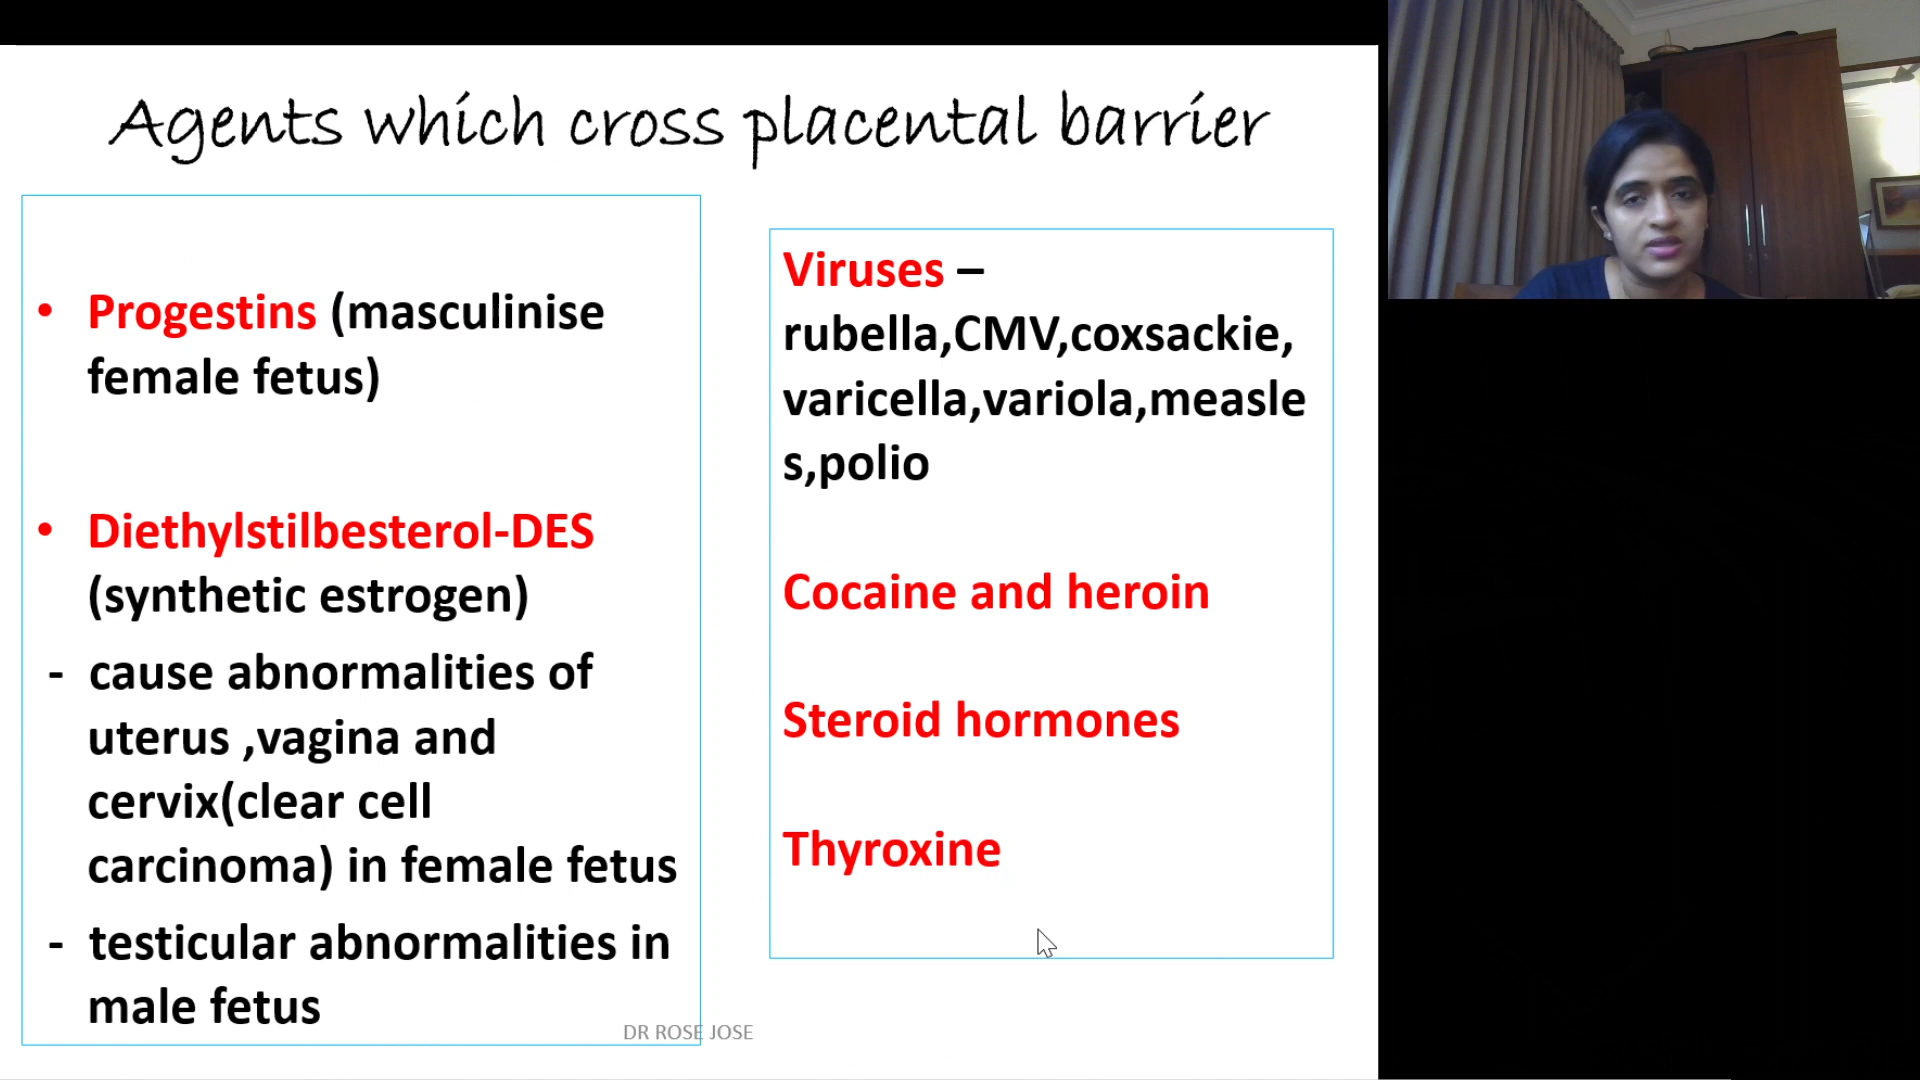 Agents which cross placental barrier
• Progestins (masculinise
female fetus)
• Diethylstilbesterol-DES
(synthetic estrogen)
- cause abnormalities of
uterus ,vagina and
cervix(clear cell
carcinoma) in female fetus
- testicular abnormalities in
male fetus
Viruses –
rubella,CMV,coxsackie,
varicella,variola,measle
s,polio
Cocaine and heroin
Steroid hormones
Thyroxine
DR ROSE JOSE